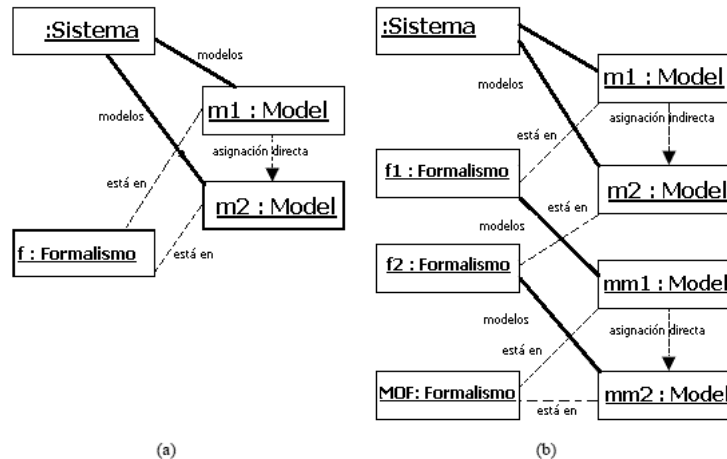 :Sistema
modelos
m1 : Model
modelos
asignación directa
está en
m2 : Model
f : Formalismo
está en
(a)
:Sistema
m1 : Model
modelos
asignación indirecta
está en
f1 : Formalismo
m2 : Model
está en
modelos
f2 : Formalismo
mm1 : Model
modelos
asignación directa
está en
MOF: Formalismo
mm2 : Model
está en
(b)